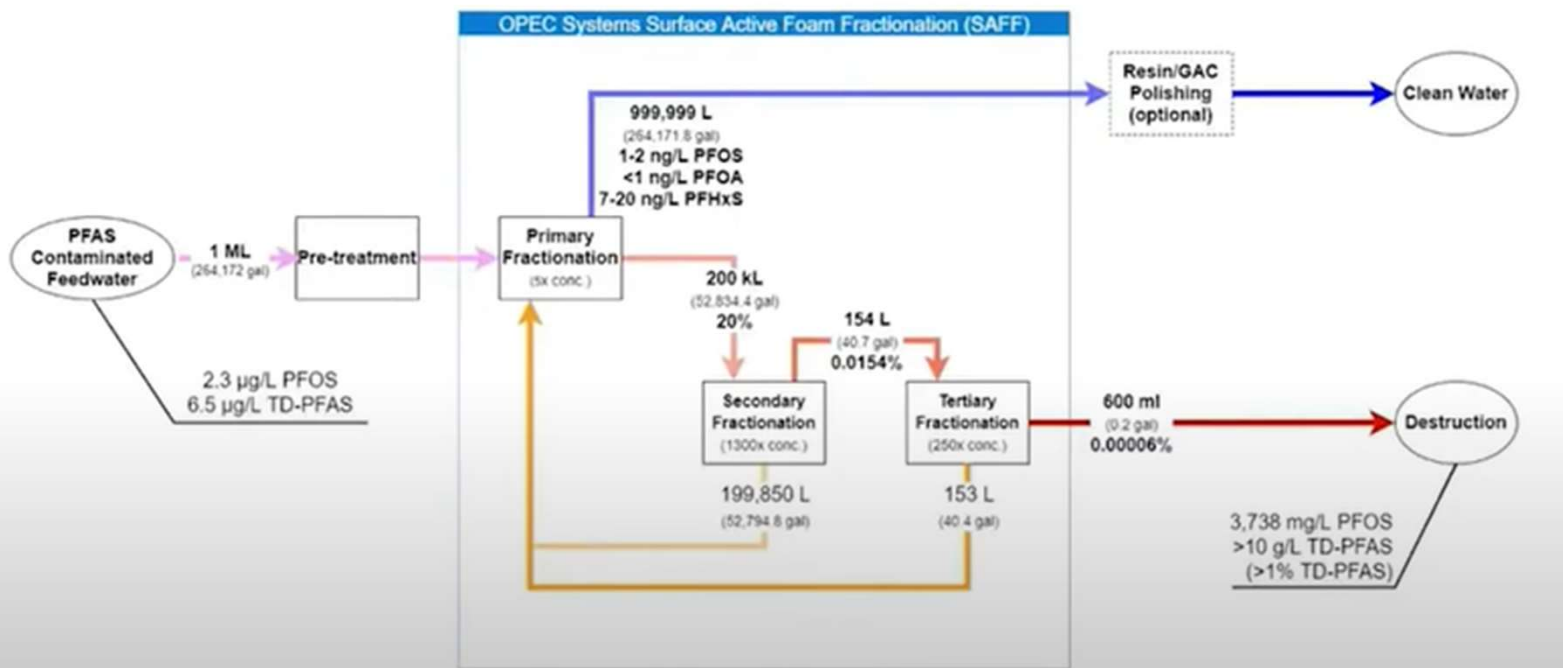 OPEC Systems Surface Active Foam Fractionation (SAFF)
Resin/GAC
Polishing
(optional)
Clean Water
999,999 L
(264,171.8 gal)
1-2 ng/L PFOS
<1 ng/L PFOA
7-20 ng/L PFHxS
PFAS
Contaminated
Feedwater
1 ML
(264,172 gal)
Pre-treatment
Primary
Fractionation
(5x conc.)
200 kL
(52,834.4 gal)
20%
154 L
(40.7 gal)
0.0154%
2.3 µg/L PFOS
6.5 µg/L TD-PFAS
Secondary
Fractionation
(1300x conc.)
Tertiary
Fractionation
(250x conc.)
600 ml
(0.2 gal)
0.00006%
Destruction
199,850 L
(52,794.8 gal)
153 L
(40.4 gal)
3,738 mg/L PFOS
>10 g/L TD-PFAS
(>1% TD-PFAS)